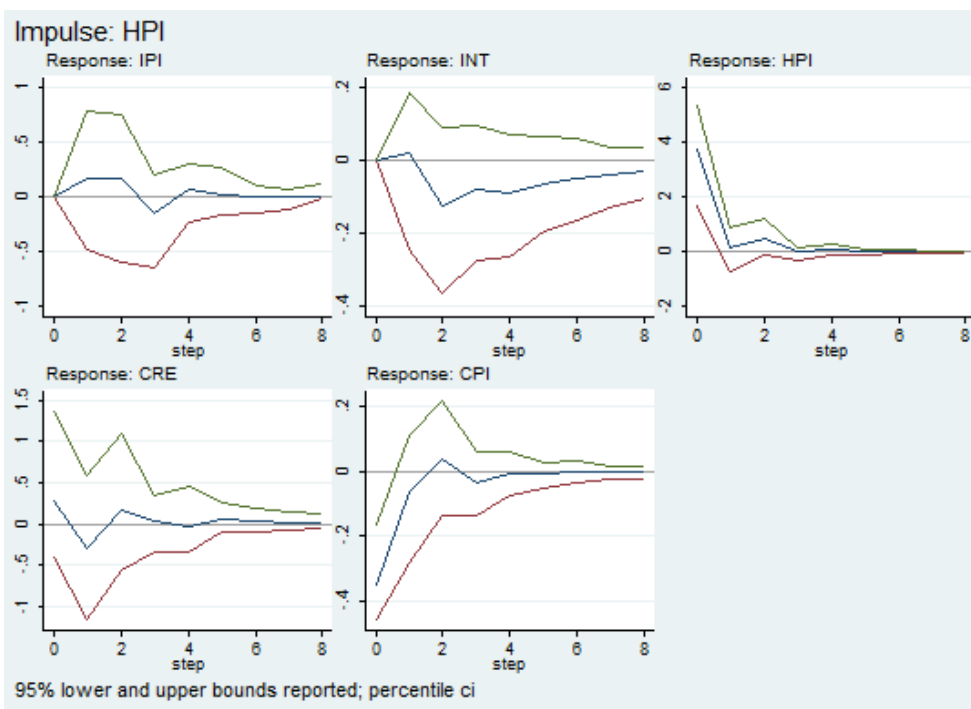 Impulse: HPI
Response: IPI
Response: INT
Response: HPI
1
.5
0
-.5
-1
0 2 4 6 8
step
.2
0
-.2
-.4
0 2 4 6 8
step
6
4
2
0
-2
0 2 4 6 8
step
Response: CRE
Response: CPI
1.5
1
.5
0
-.5
-1
0 2 4 6 8
step
.2
0
-.2
-.4
0 2 4 6 8
step
95% lower and upper bounds reported; percentile ci